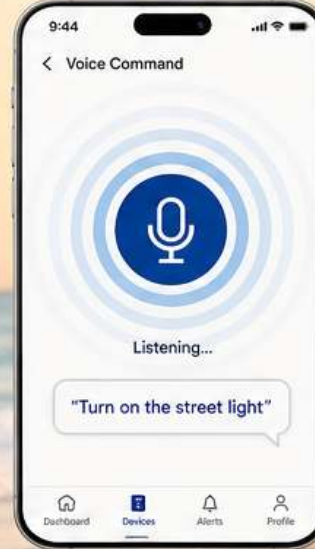 9:44
Voice Command
Listening...
“Turn on the street light”
Dashboard Devices Alerts Profile